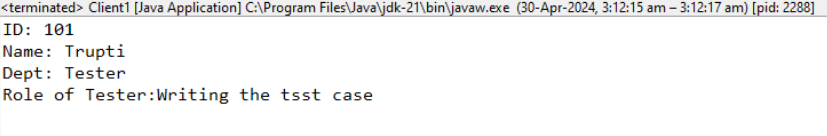 <terminated> Client1 [Java Application] C:\Program Files\Java\jdk-21\bin\javaw.exe (30-Apr-2024, 3:12:15 am – 3:12:17 am) [pid: 2288]
ID: 101
Name: Trupti
Dept: Tester
Role of Tester:Writing the tsst case